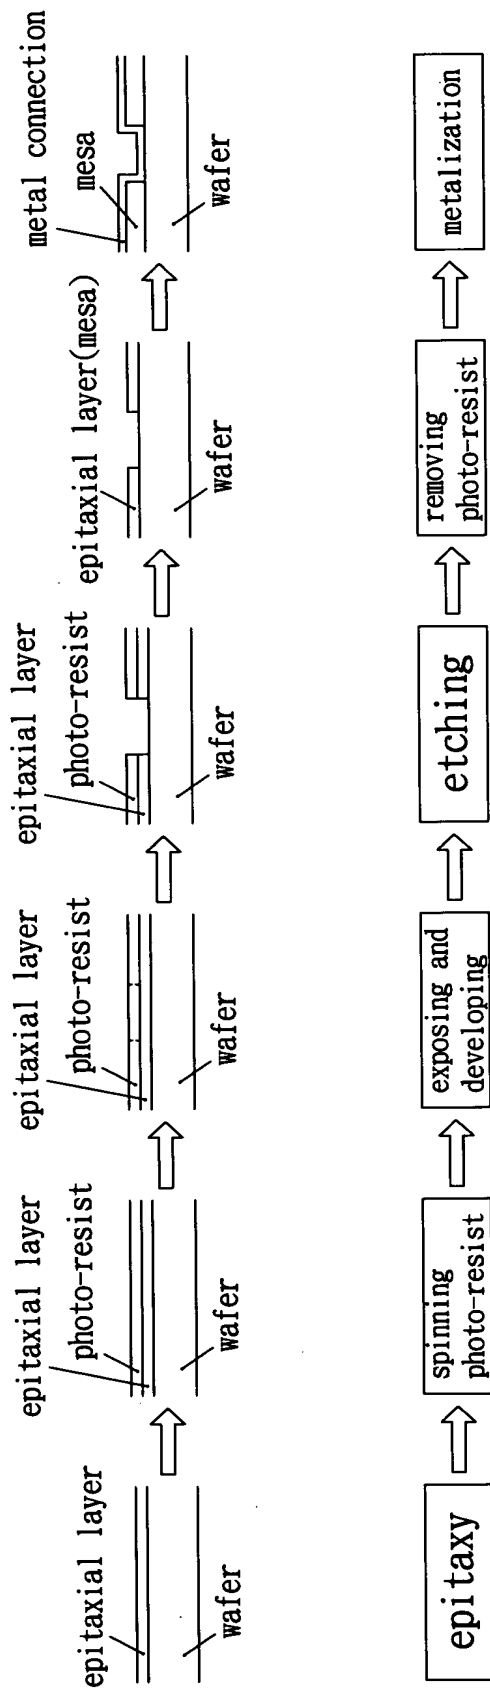 epitaxial layer
wafer
epitaxial layer
photo-resist
wafer
epitaxial layer
photo-resist
wafer
epitaxial layer
photo-resist
wafer
epitaxial layer(mesa)
wafer
metal connection
mesa
wafer
epitaxy
spinning
photo-resist
exposing and
developing
etching
removing
photo-resist
metalization